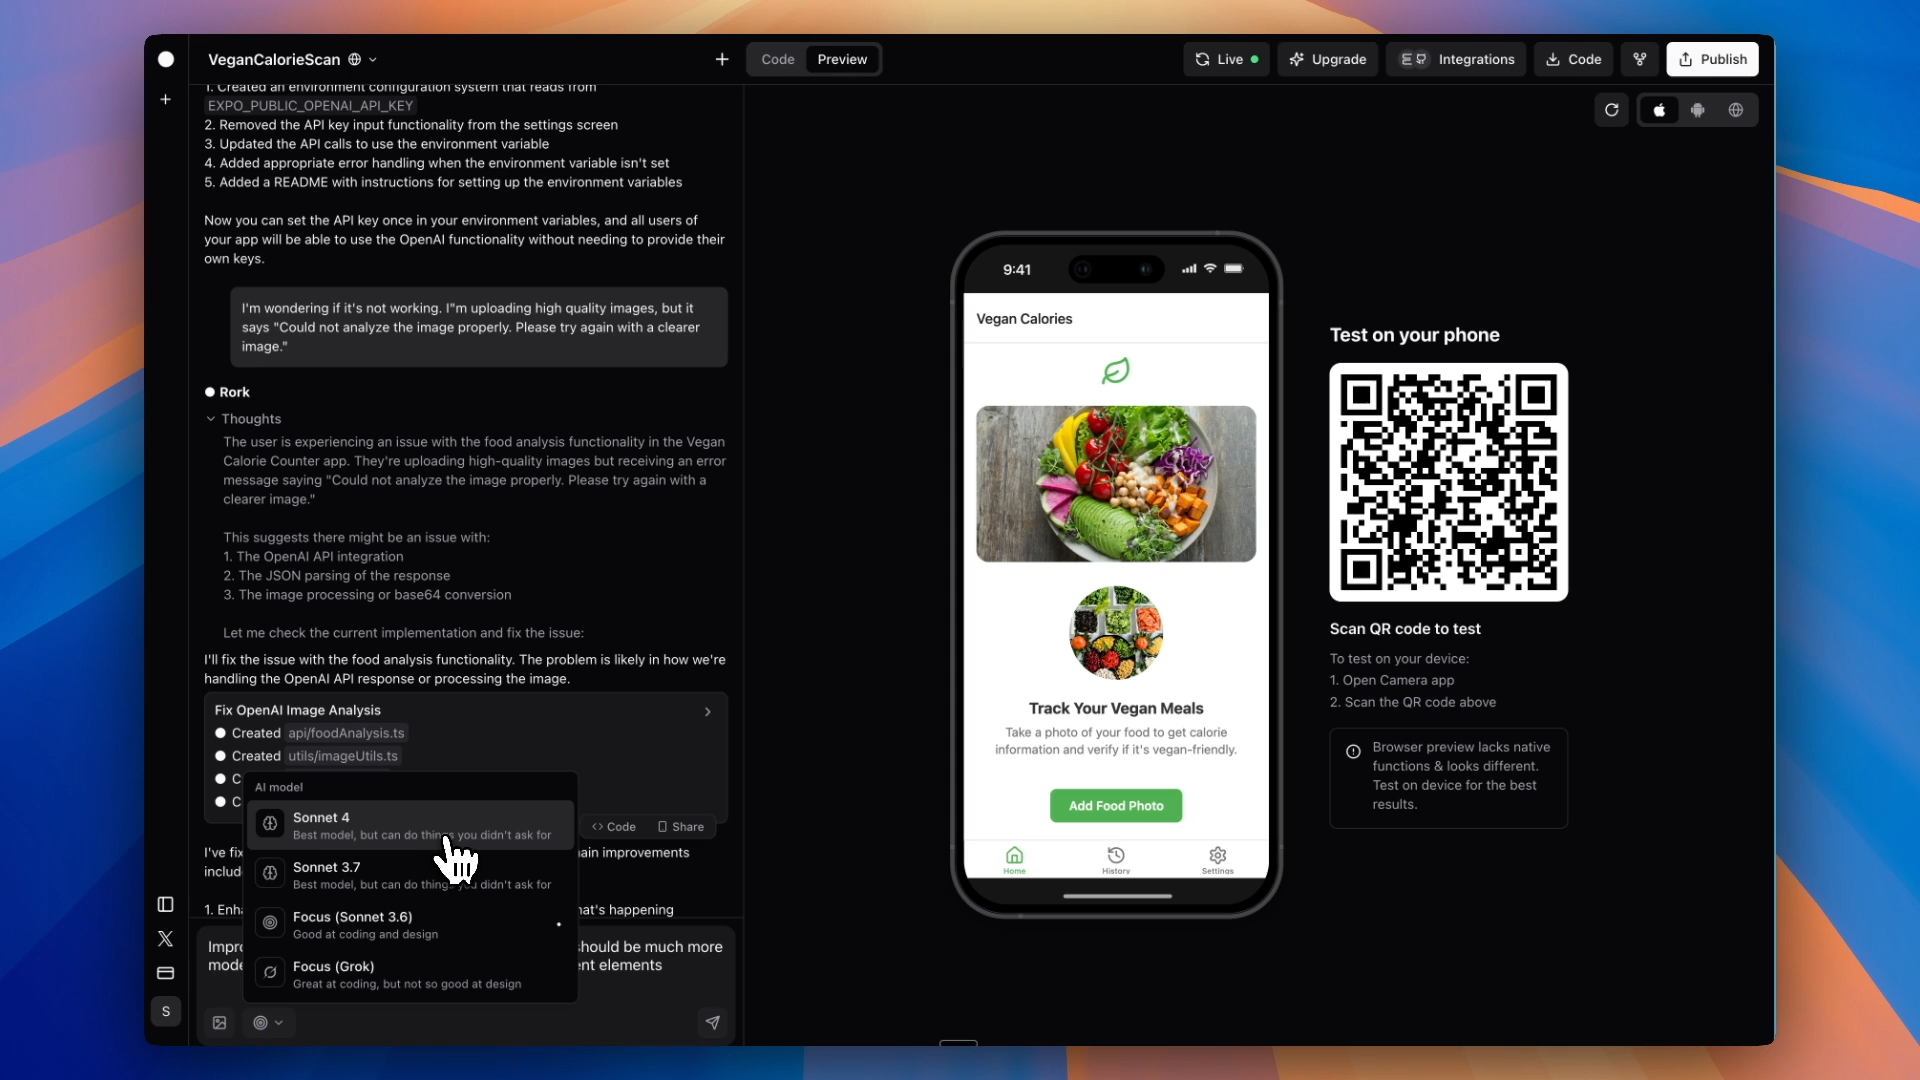 VeganCalorieScan
Code
Preview
Live
Upgrade
Integrations
Code
Publish
1. Created an environment configuration system that reads from
EXPO_PUBLIC_OPENAI_API_KEY
2. Removed the API key input functionality from the settings screen
3. Updated the API calls to use the environment variable
4. Added appropriate error handling when the environment variable isn't set
5. Added a README with instructions for setting up the environment variables
Now you can set the API key once in your environment variables, and all users of
your app will be able to use the OpenAI functionality without needing to provide their
own keys.
I'm wondering if it's not working. I"m uploading high quality images, but it
says "Could not analyze the image properly. Please try again with a clearer
image."
Rork
Thoughts
The user is experiencing an issue with the food analysis functionality in the Vegan
Calorie Counter app. They're uploading high-quality images but receiving an error
message saying "Could not analyze the image properly. Please try again with a
clearer image."
This suggests there might be an issue with:
1. The OpenAI API integration
2. The JSON parsing of the response
3. The image processing or base64 conversion
Let me check the current implementation and fix the issue:
I'll fix the issue with the food analysis functionality. The problem is likely in how we're
handling the OpenAI API response or processing the image.
Fix OpenAI Image Analysis
Created api/foodAnalysis.ts
Created utils/imageUtils.ts
C
C
Code
Share
I've fix
ain improvements
includ
1. Enha
at's happening
AI model
Sonnet 4
Best model, but can do things you didn't ask for
Sonnet 3.7
Best model, but can do things you didn't ask for
Focus (Sonnet 3.6)
Good at coding and design
Focus (Grok)
Great at coding, but not so good at design
Impro
should be much more
mode
nt elements
S
9:41
Vegan Calories
Track Your Vegan Meals
Take a photo of your food to get calorie
information and verify if it's vegan-friendly.
Add Food Photo
Home
History
Settings
Test on your phone
Scan QR code to test
To test on your device:
1. Open Camera app
2. Scan the QR code above
Browser preview lacks native
functions & looks different.
Test on device for the best
results.